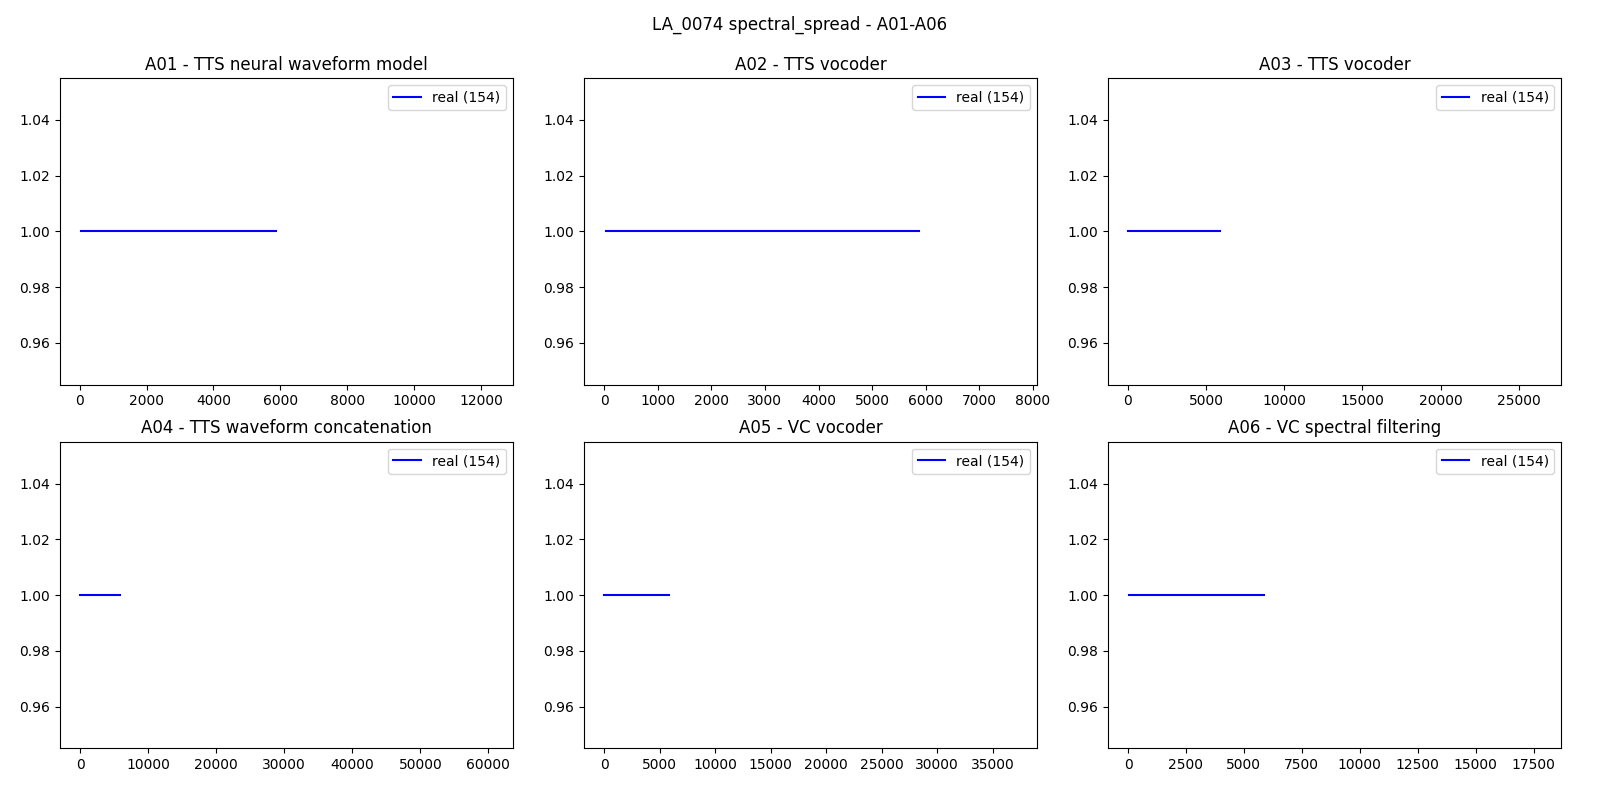 LA_0074 spectral_spread - A01-A06
A01 - TTS neural waveform model
real (154)
1.04
1.02
1.00
0.98
0.96
0 2000 4000 6000 8000 10000 12000
A02 - TTS vocoder
real (154)
1.04
1.02
1.00
0.98
0.96
0 1000 2000 3000 4000 5000 6000 7000 8000
A03 - TTS vocoder
real (154)
1.04
1.02
1.00
0.98
0.96
0 5000 10000 15000 20000 25000
A04 - TTS waveform concatenation
real (154)
1.04
1.02
1.00
0.98
0.96
0 10000 20000 30000 40000 50000 60000
A05 - VC vocoder
real (154)
1.04
1.02
1.00
0.98
0.96
0 5000 10000 15000 20000 25000 30000 35000
A06 - VC spectral filtering
real (154)
1.04
1.02
1.00
0.98
0.96
0 2500 5000 7500 10000 12500 15000 17500